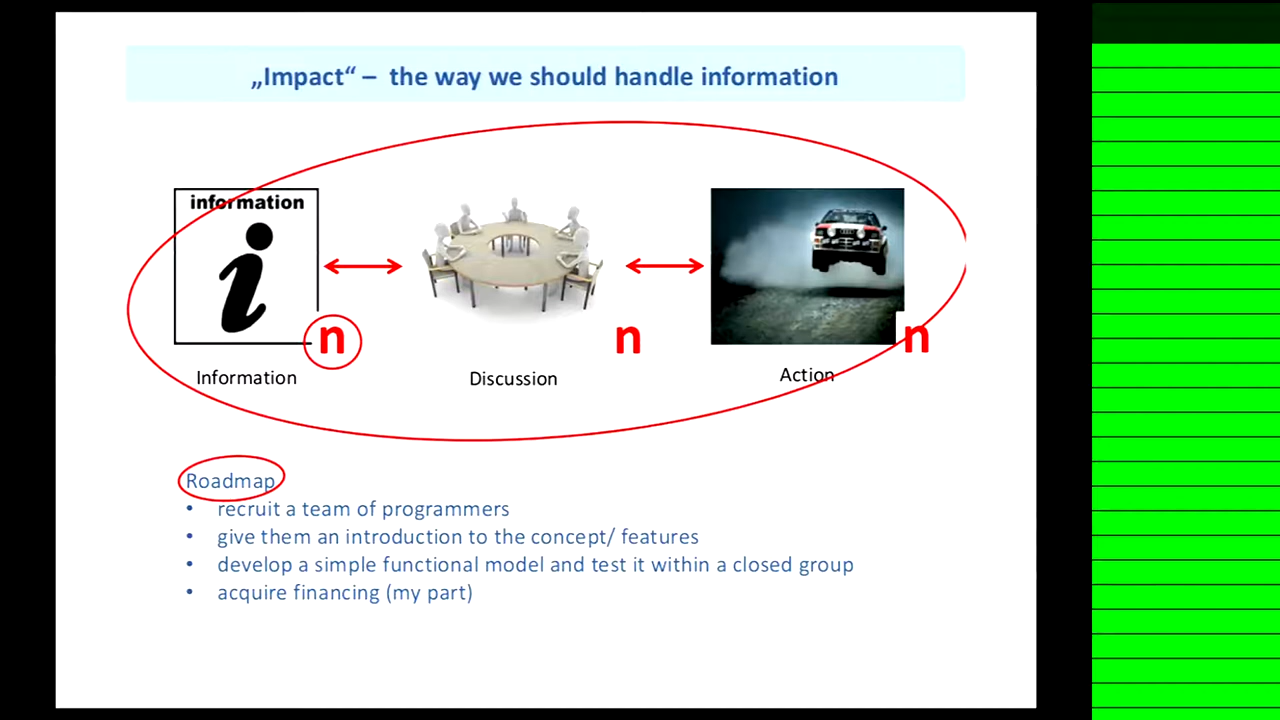 „Impact“ – the way we should handle information
information
n
n
n
Information
Discussion
Action
Roadmap
• recruit a team of programmers
• give them an introduction to the concept/ features
• develop a simple functional model and test it within a closed group
• acquire financing (my part)